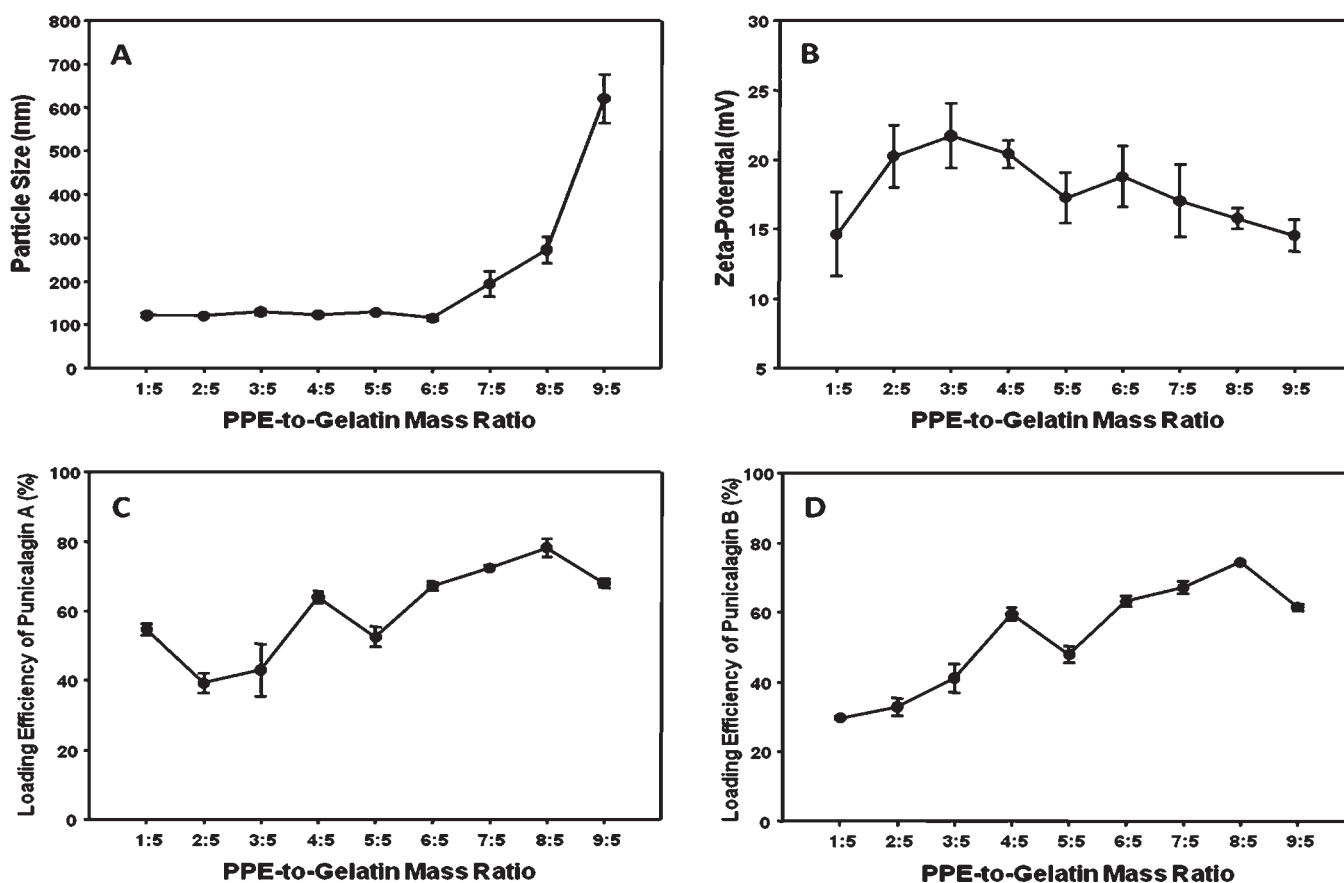 A
Particle Size (nm)
800
700
600
500
400
300
200
100
0
1:5 2:5 3:5 4:5 5:5 6:5 7:5 8:5 9:5
PPE-to-Gelatin Mass Ratio
B
Zeta-Potential (mV)
30
25
20
15
10
5
1:5 2:5 3:5 4:5 5:5 6:5 7:5 8:5 9:5
PPE-to-Gelatin Mass Ratio
C
Loading Efficiency of Punicalagin A (%)
100
80
60
40
20
0
1:5 2:5 3:5 4:5 5:5 6:5 7:5 8:5 9:5
PPE-to-Gelatin Mass Ratio
D
Loading Efficiency of Punicalagin B (%)
100
80
60
40
20
0
1:5 2:5 3:5 4:5 5:5 6:5 7:5 8:5 9:5
PPE-to-Gelatin Mass Ratio